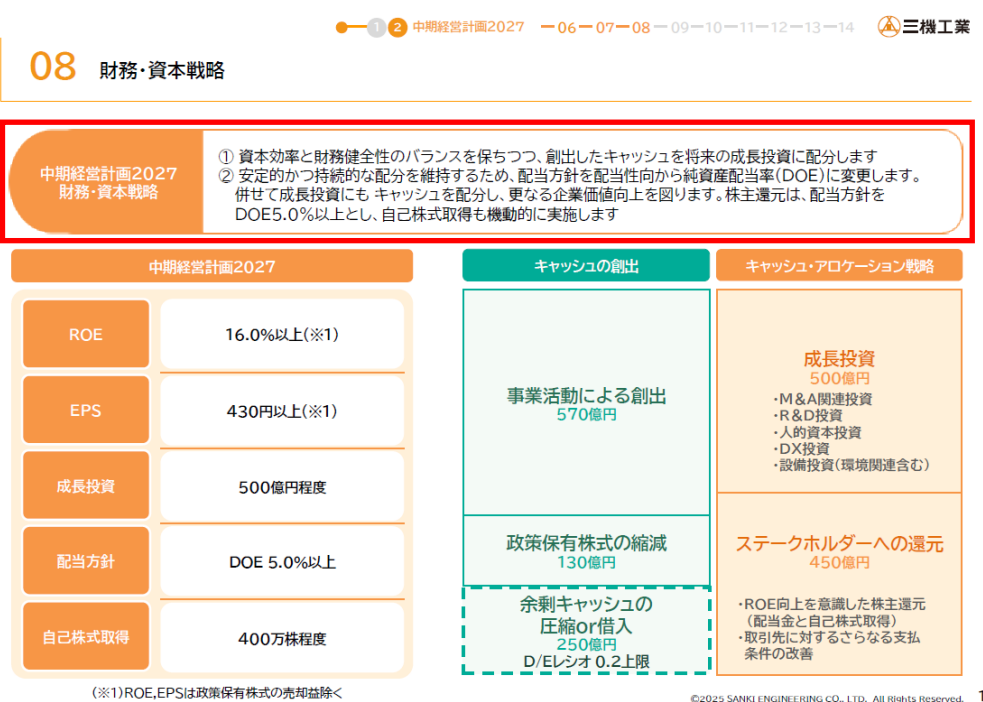 1 2 中期経営計画2027 06 07 08 09 10 11 12 13 14 三機工業
08 財務・資本戦略
中期経営計画2027
財務・資本戦略
① 資本効率と財務健全性のバランスを保ちつつ、創出したキャッシュを将来の成長投資に配分します
② 安定的かつ持続的な配分を維持するため、配当方針を配当性向から純資産配当率(DOE)に変更します。
併せて成長投資にも キャッシュを配分し、更なる企業価値向上を図ります。株主還元は、配当方針を
DOE5.0%以上とし、自己株式取得も機動的に実施します
中期経営計画2027
ROE
16.0%以上(※1)
EPS
430円以上(※1)
成長投資
500億円程度
配当方針
DOE 5.0%以上
自己株式取得
400万株程度
(※1)ROE,EPSは政策保有株式の売却益除く
キャッシュの創出
事業活動による創出
570億円
政策保有株式の縮減
130億円
余剰キャッシュの
圧縮or借入
250億円
D/Eレシオ 0.2上限
キャッシュ・アロケーション戦略
成長投資
500億円
・M&A関連投資
・R&D投資
・人的資本投資
・DX投資
・設備投資(環境関連含む)
ステークホルダーへの還元
450億円
・ROE向上を意識した株主還元
(配当金と自己株式取得)
・取引先に対するさらなる支払
条件の改善
©2025 SANKI ENGINEERING CO., LTD. All Rights Reserved.